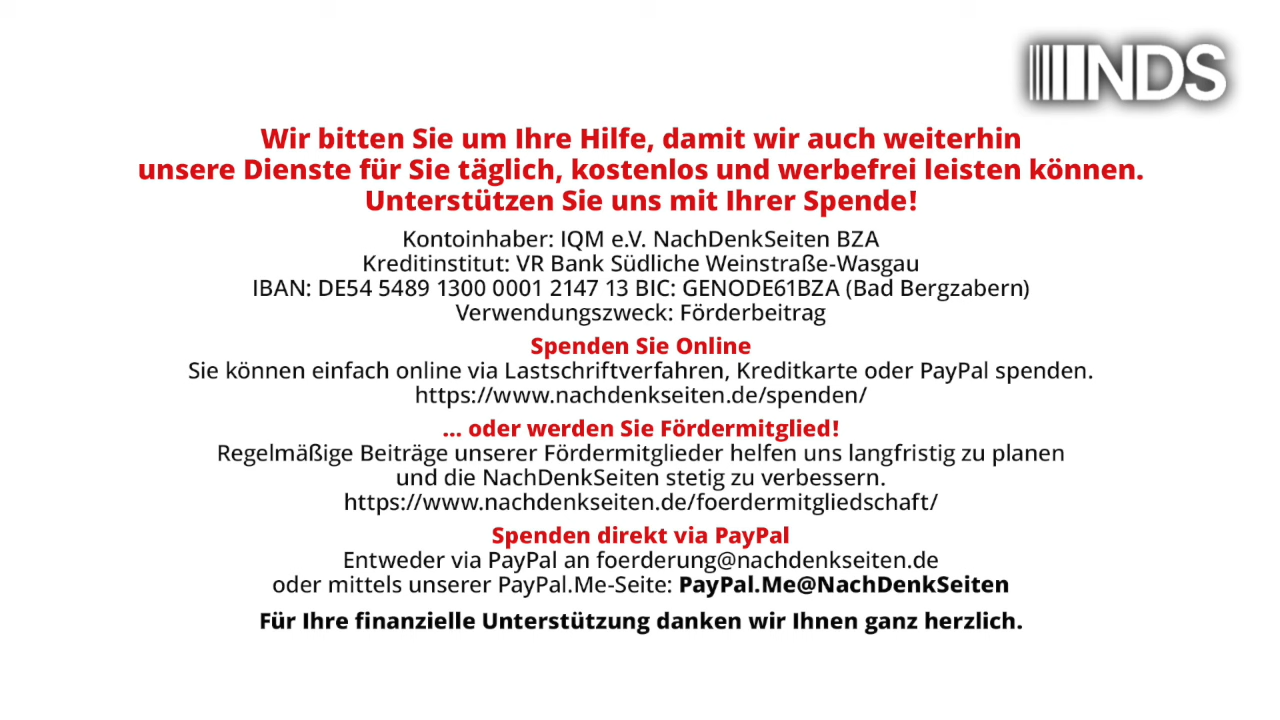 NDS
Wir bitten Sie um Ihre Hilfe, damit wir auch weiterhin
unsere Dienste für Sie täglich, kostenlos und werbefrei leisten können.
Unterstützen Sie uns mit Ihrer Spende!
Kontoinhaber: IQM e.V. NachDenkSeiten BZA
Kreditinstitut: VR Bank Südliche Weinstraße-Wasgau
IBAN: DE54 5489 1300 0001 2147 13 BIC: GENODE61BZA (Bad Bergzabern)
Verwendungszweck: Förderbeitrag
Spenden Sie Online
Sie können einfach online via Lastschriftverfahren, Kreditkarte oder PayPal spenden.
https://www.nachdenkseiten.de/spenden/
... oder werden Sie Fördermitglied!
Regelmäßige Beiträge unserer Fördermitglieder helfen uns langfristig zu planen
und die NachDenkSeiten stetig zu verbessern.
https://www.nachdenkseiten.de/foerdermitgliedschaft/
Spenden direkt via PayPal
Entweder via PayPal an foerderung@nachdenkseiten.de
oder mittels unserer PayPal.Me-Seite: PayPal.Me@NachDenkSeiten
Für Ihre finanzielle Unterstützung danken wir Ihnen ganz herzlich.